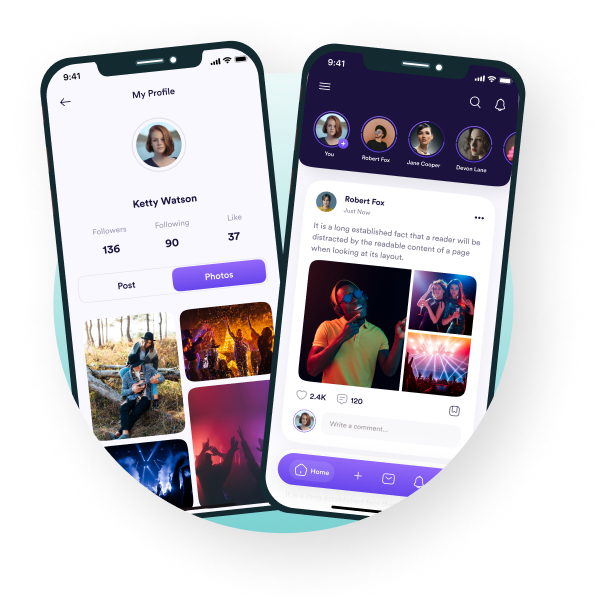 9:41
My Profile
Ketty Watson
Followers
Following
Like
136
90
37
Post
Photos
9:41
You
Robert Fox
Jane Cooper
Devon Lane
Robert Fox
Just Now
It is a long established fact that a reader will be
distracted by the readable content of a page
when looking at its layout.
2.4K
120
Write a comment...
Home